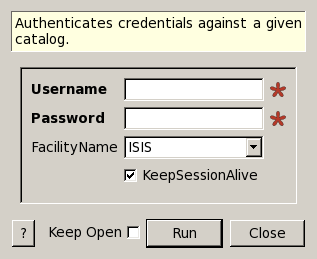 Authenticates credentials against a given
catalog.
Username
Password
FacilityName ISIS
KeepSessionAlive
? Keep Open Run Close